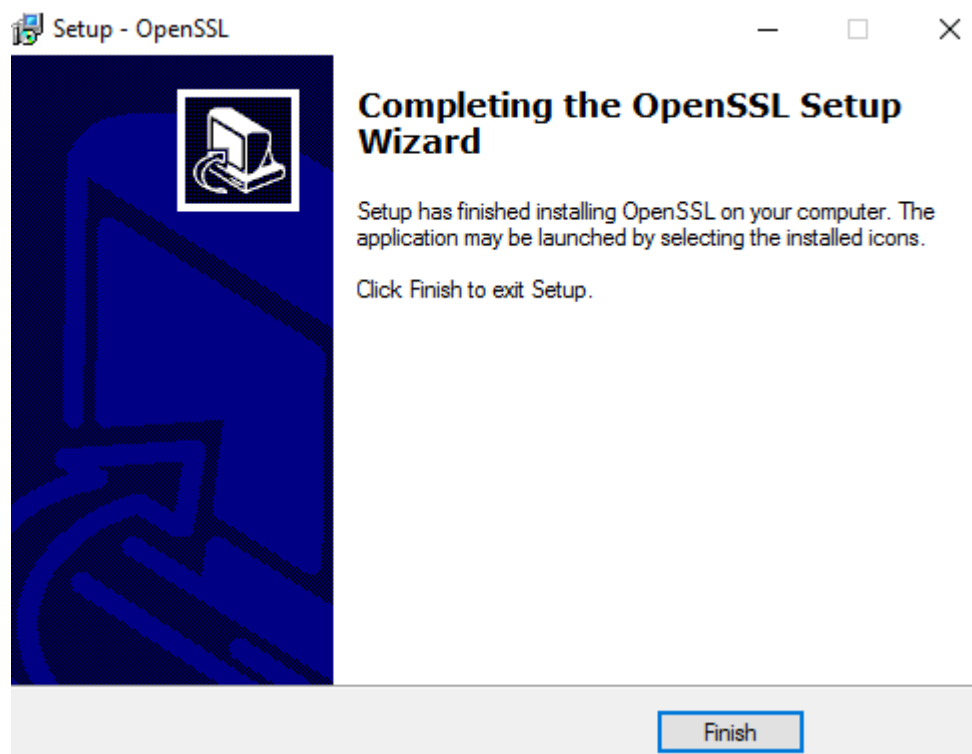 Setup - OpenSSL
Completing the OpenSSL Setup
Wizard
Setup has finished installing OpenSSL on your computer. The
application may be launched by selecting the installed icons.
Click Finish to exit Setup.
Finish